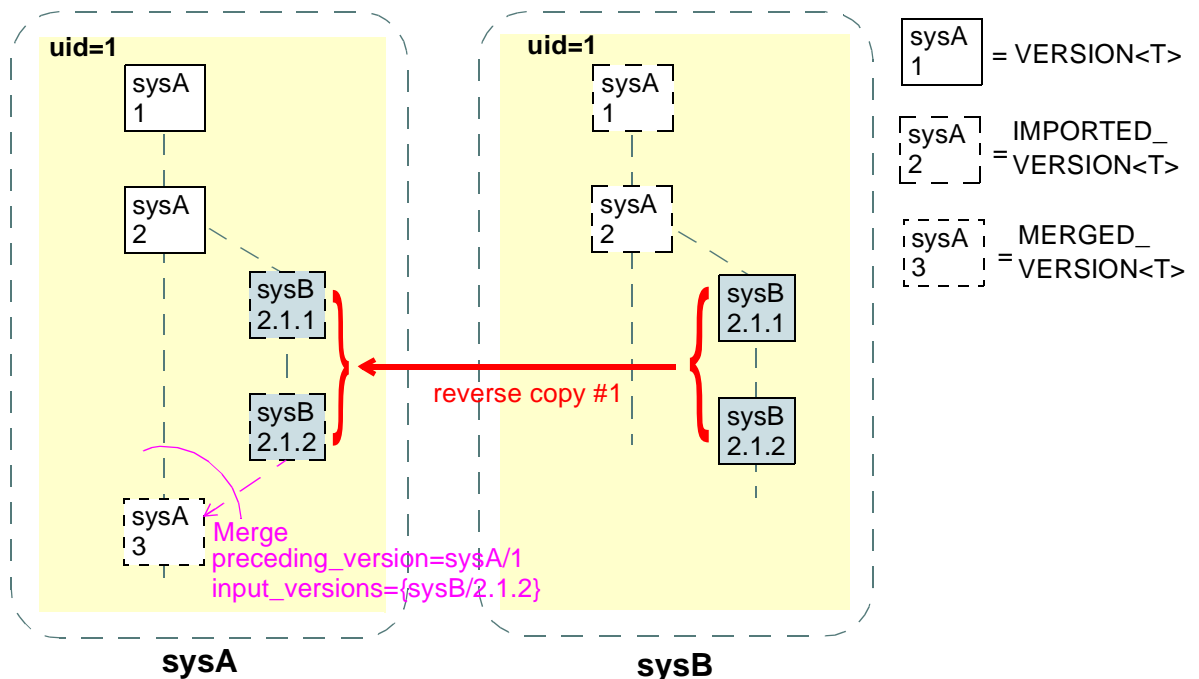 uid=1
sysA
1
sysA
2
sysB
2.1.1
sysB
2.1.2
sysA
3
Merge
preceding_version=sysA/1
input_versions={sysB/2.1.2}
sysA
reverse copy #1
uid=1
sysA
1
sysA
2
sysB
2.1.1
sysB
2.1.2
sysB
sysA
1
= VERSION<T>
sysA
2
= IMPORTED_
VERSION<T>
sysA
3
= MERGED_
VERSION<T>